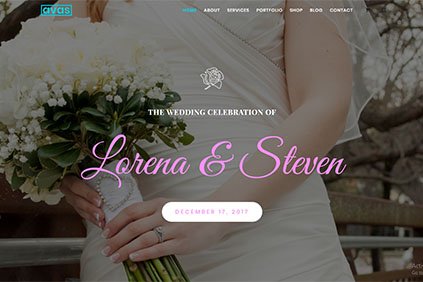 avas
HOME ABOUT SERVICES PORTFOLIO SHOP BLOG CONTACT
THE WEDDING CELEBRATION OF
Lorena & Steven
DECEMBER 17, 2017